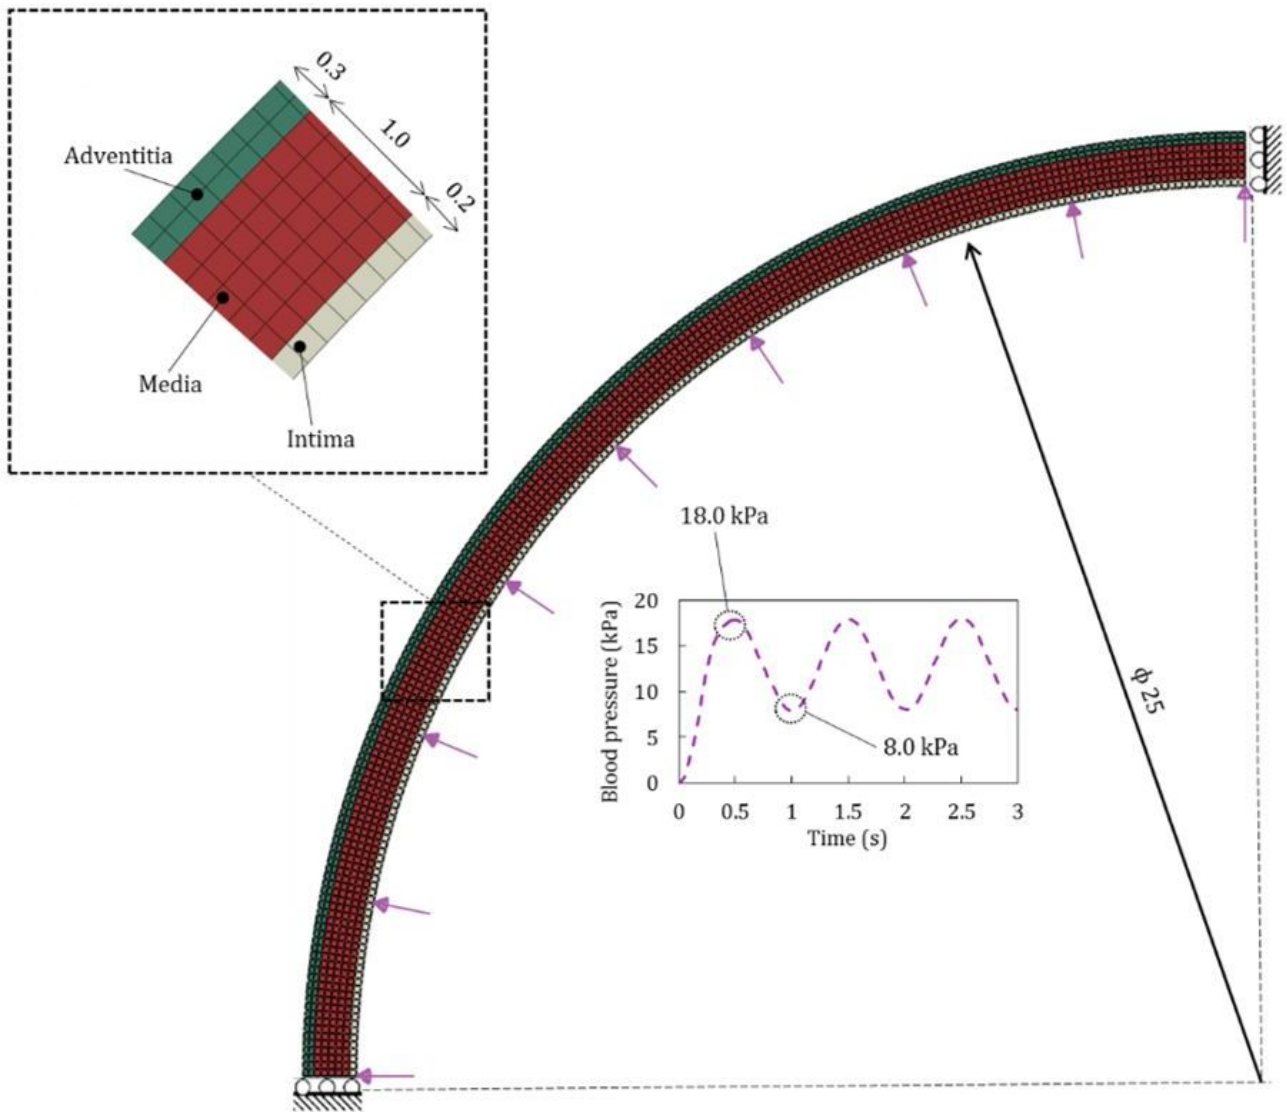 0.3
1.0
0.2
Adventitia
Media
Intima
18.0 kPa
Blood pressure (kPa)
20
15
10
5
0
8.0 kPa
0 0.5 1 1.5 2 2.5 3
Time (s)
ϕ 25